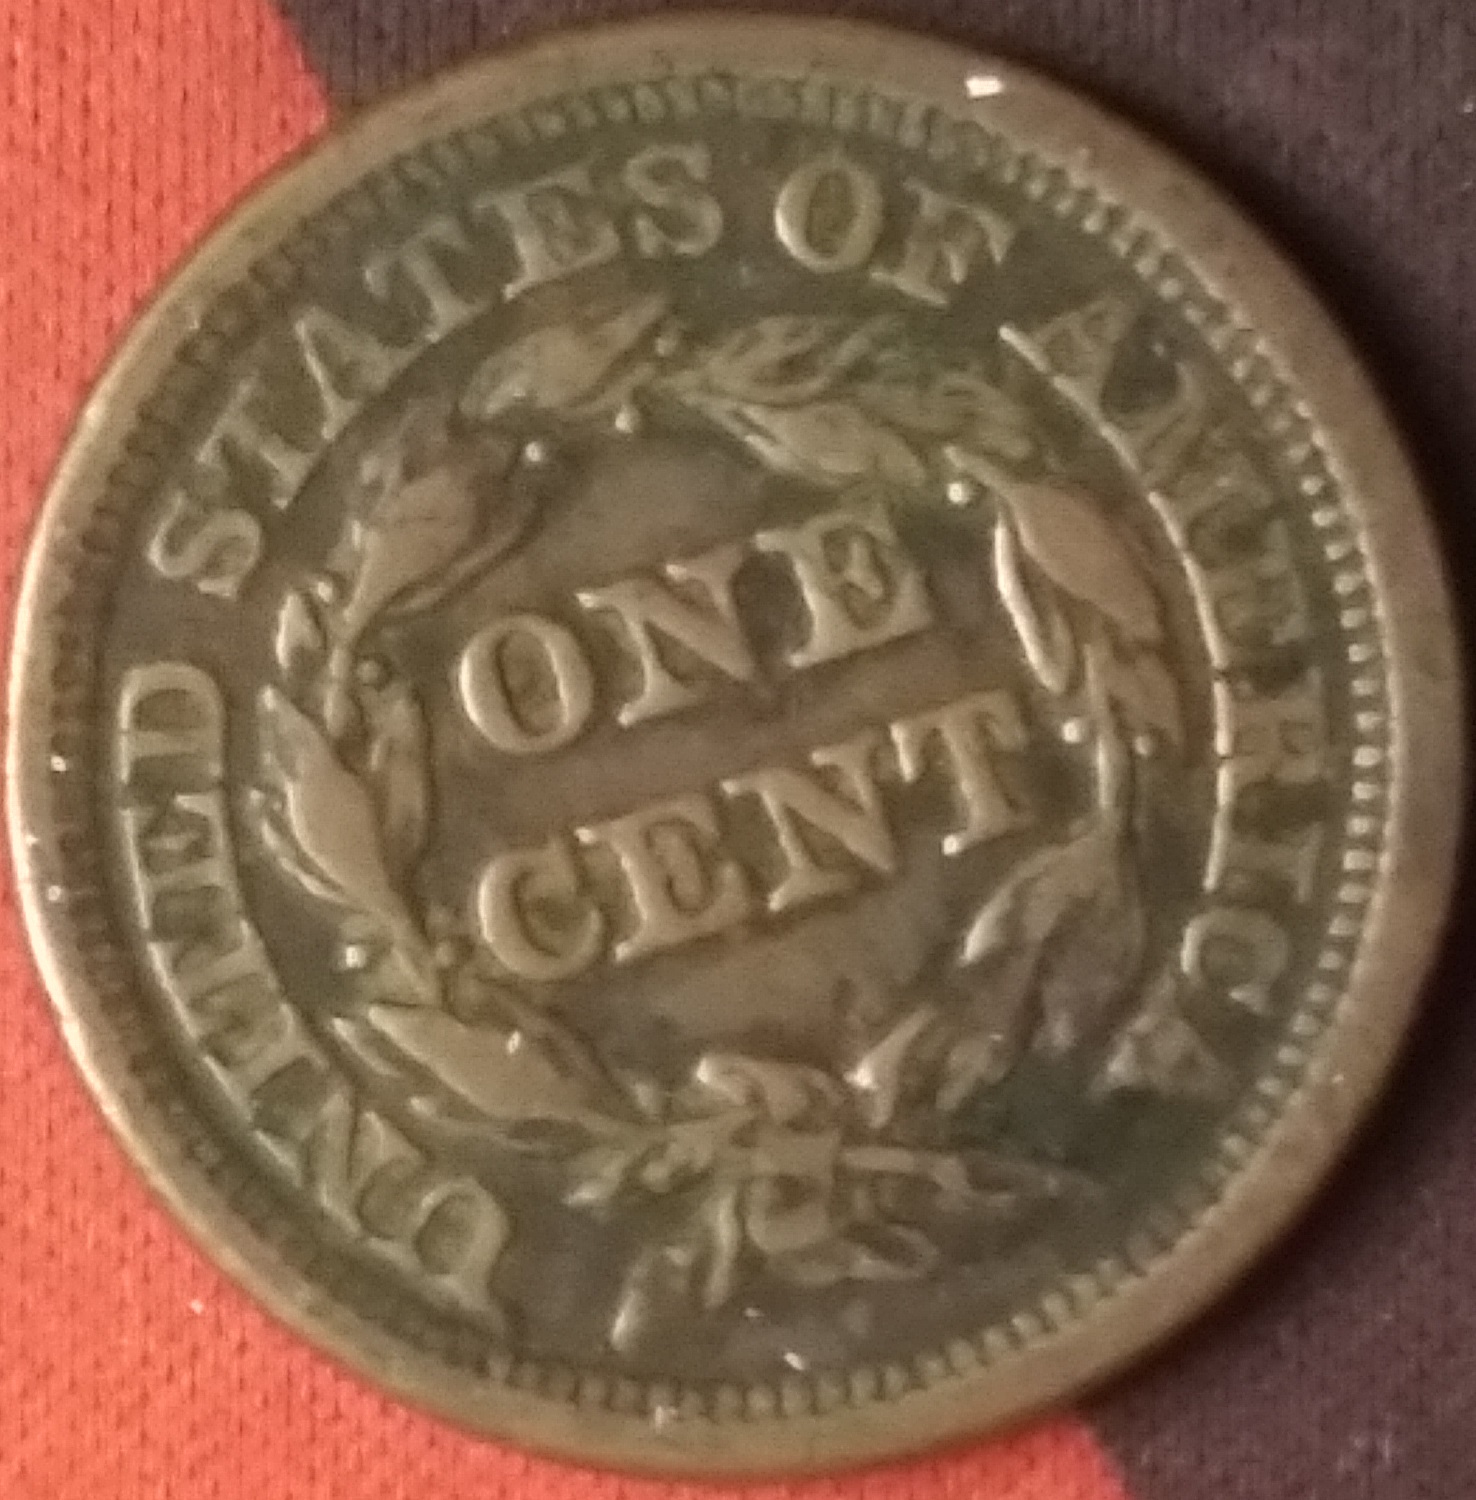 UNITED STATES OF AMERICA
ONE
CENT